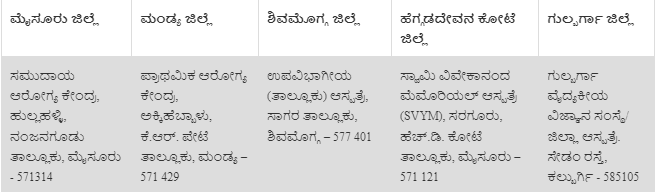 ಮೈಸೂರು ಜಿಲ್ಲೆ
ಮಂಡ್ಯ ಜಿಲ್ಲೆ
ಶಿವಮೊಗ್ಗ ಜಿಲ್ಲೆ
ಹೆಗ್ಗಡದೇವನ ಕೋಟೆ
ಜಿಲ್ಲೆ
ಗುಲ್ಬರ್ಗಾ ಜಿಲ್ಲೆ
ಸಮುದಾಯ
ಆರೋಗ್ಯ ಕೇಂದ್ರ,
ಹುಲ್ಲಹಳ್ಳಿ,
ನಂಜನಗೂಡು
ತಾಲ್ಲೂಕು, ಮೈಸೂರು
- 571314
ಪ್ರಾಥಮಿಕ ಆರೋಗ್ಯ
ಕೇಂದ್ರ,
ಅಕ್ಕಿಹೆಬ್ಬಾಳು,
ಕೆ.ಆರ್. ಪೇಟೆ
ತಾಲ್ಲೂಕು, ಮಂಡ್ಯ –
571 429
ಉಪವಿಭಾಗೀಯ
(ತಾಲ್ಲೂಕು) ಆಸ್ಪತ್ರೆ,
ಸಾಗರ ತಾಲ್ಲೂಕು,
ಶಿವಮೊಗ್ಗ – 577 401
ಸ್ವಾಮಿ ವಿವೇಕಾನಂದ
ಮೆಮೋರಿಯಲ್ ಆಸ್ಪತ್ರೆ
(SVYM), ಸರಗೂರು,
ಹೆಚ್.ಡಿ. ಕೋಟೆ
ತಾಲ್ಲೂಕು, ಮೈಸೂರು –
571 121
ಗುಲ್ಬರ್ಗಾ
ವೈದ್ಯಕೀಯ
ವಿಜ್ಞಾನ ಸಂಸ್ಥೆ/
ಜಿಲ್ಲಾ ಆಸ್ಪತ್ರೆ.
ಸೇಡಂ ರಸ್ತೆ,
ಕಲ್ಬುರ್ಗಿ - 585105